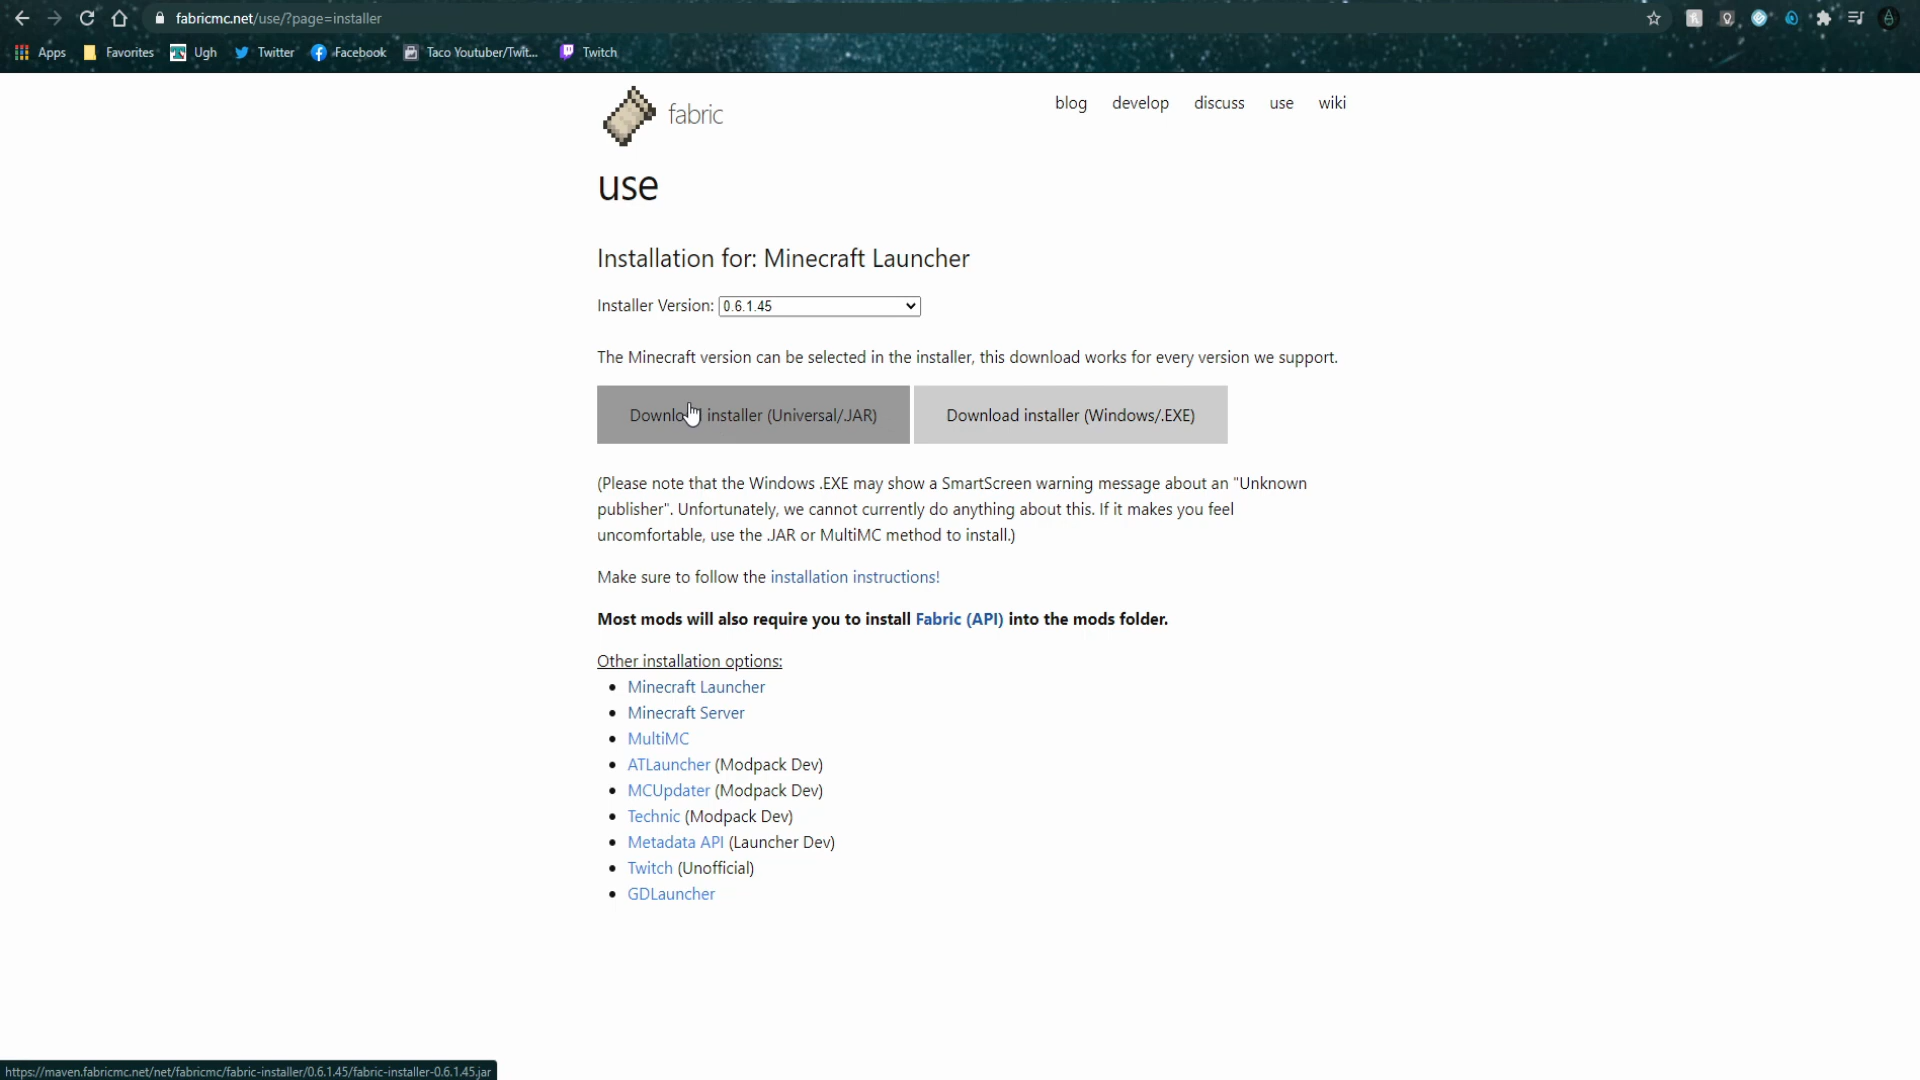 fabricmc.net/use/?page=installer
Apps Favorites Ugh Twitter Facebook Taco Youtuber/Twit... Twitch
fabric
blog develop discuss use wiki
use
Installation for: Minecraft Launcher
Installer Version: 0.6.1.45
The Minecraft version can be selected in the installer, this download works for every version we support.
Download installer (Universal/.JAR) Download installer (Windows/.EXE)
(Please note that the Windows .EXE may show a SmartScreen warning message about an "Unknown
publisher". Unfortunately, we cannot currently do anything about this. If it makes you feel
uncomfortable, use the .JAR or MultiMC method to install.)
Make sure to follow the installation instructions!
Most mods will also require you to install Fabric (API) into the mods folder.
Other installation options:
Minecraft Launcher
Minecraft Server
MultiMC
ATLauncher (Modpack Dev)
MCUpdater (Modpack Dev)
Technic (Modpack Dev)
Metadata API (Launcher Dev)
Twitch (Unofficial)
GDLauncher
https://maven.fabricmc.net/net/fabricmc/fabric-installer/0.6.1.45/fabric-installer-0.6.1.45.jar